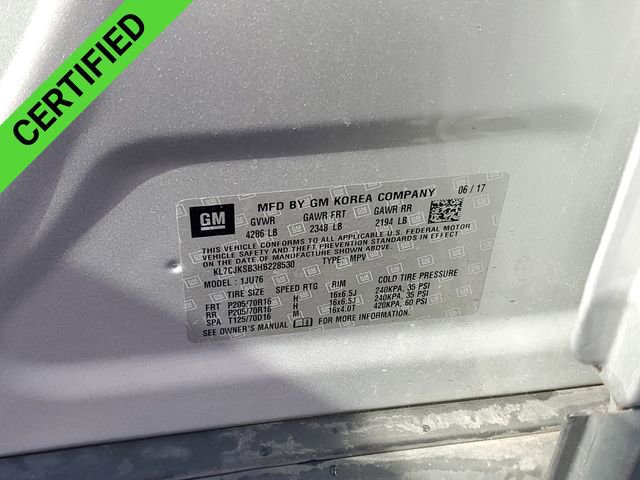 CERTIFIED
GM
MFD BY GM KOREA COMPANY 06 / 17
GVWR GAWR FRT GAWR RR
4286 LB 2348 LB 2194 LB
THIS VEHICLE CONFORMS TO ALL APPLICABLE U.S. FEDERAL MOTOR
VEHICLE SAFETY AND THEFT PREVENTION STANDARDS IN EFFECT
ON THE DATE OF MANUFACTURE SHOWN ABOVE.
KL7CJKSB3HB228530 TYPE: MPV
MODEL : 1JU76
TIRE SIZE SPEED RTG RIM COLD TIRE PRESSURE
FRT P205/70R16 H 16x6.5J 240KPA, 35 PSI
RR P205/70R16 H 16x6.5J 240KPA, 35 PSI
SPA T125/70D16 M 16x4.0T 420KPA, 60 PSI
SEE OWNER'S MANUAL